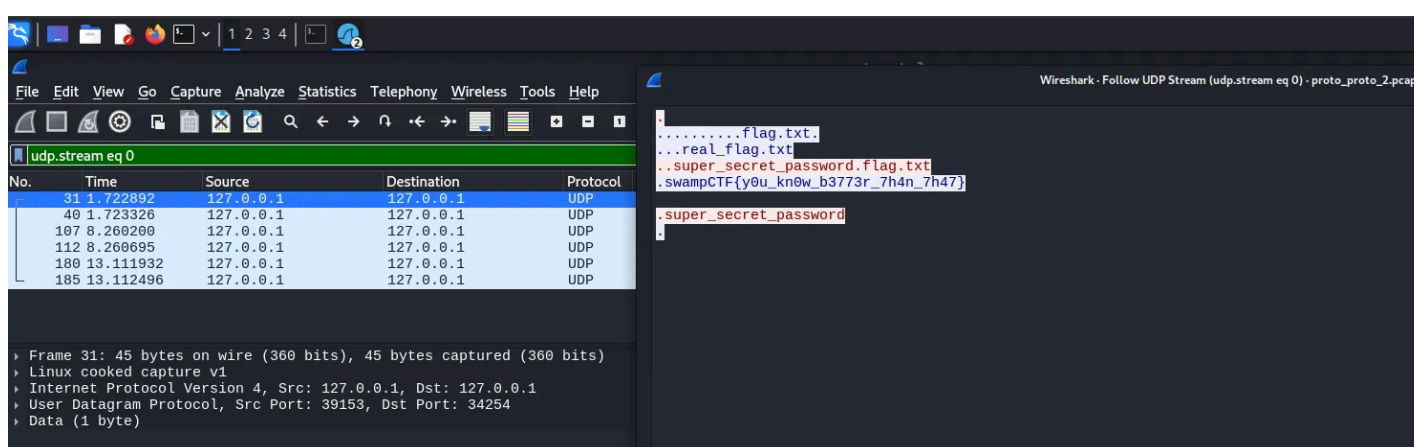 1 2 3 4
2
File Edit View Go Capture Analyze Statistics Telephony Wireless Tools Help
udp.stream eq 0
No. Time Source Destination Protocol
31 1.722892 127.0.0.1 127.0.0.1 UDP
40 1.723326 127.0.0.1 127.0.0.1 UDP
107 8.260200 127.0.0.1 127.0.0.1 UDP
112 8.260695 127.0.0.1 127.0.0.1 UDP
180 13.111932 127.0.0.1 127.0.0.1 UDP
185 13.112496 127.0.0.1 127.0.0.1 UDP
Frame 31: 45 bytes on wire (360 bits), 45 bytes captured (360 bits)
Linux cooked capture v1
Internet Protocol Version 4, Src: 127.0.0.1, Dst: 127.0.0.1
User Datagram Protocol, Src Port: 39153, Dst Port: 34254
Data (1 byte)
Wireshark · Follow UDP Stream (udp.stream eq 0) · proto_proto_2.pcap
.
..........flag.txt.
...real_flag.txt
..super_secret_password.flag.txt
.swampCTF{y0u_kn0w_b3773r_7h4n_7h47}
.super_secret_password
.